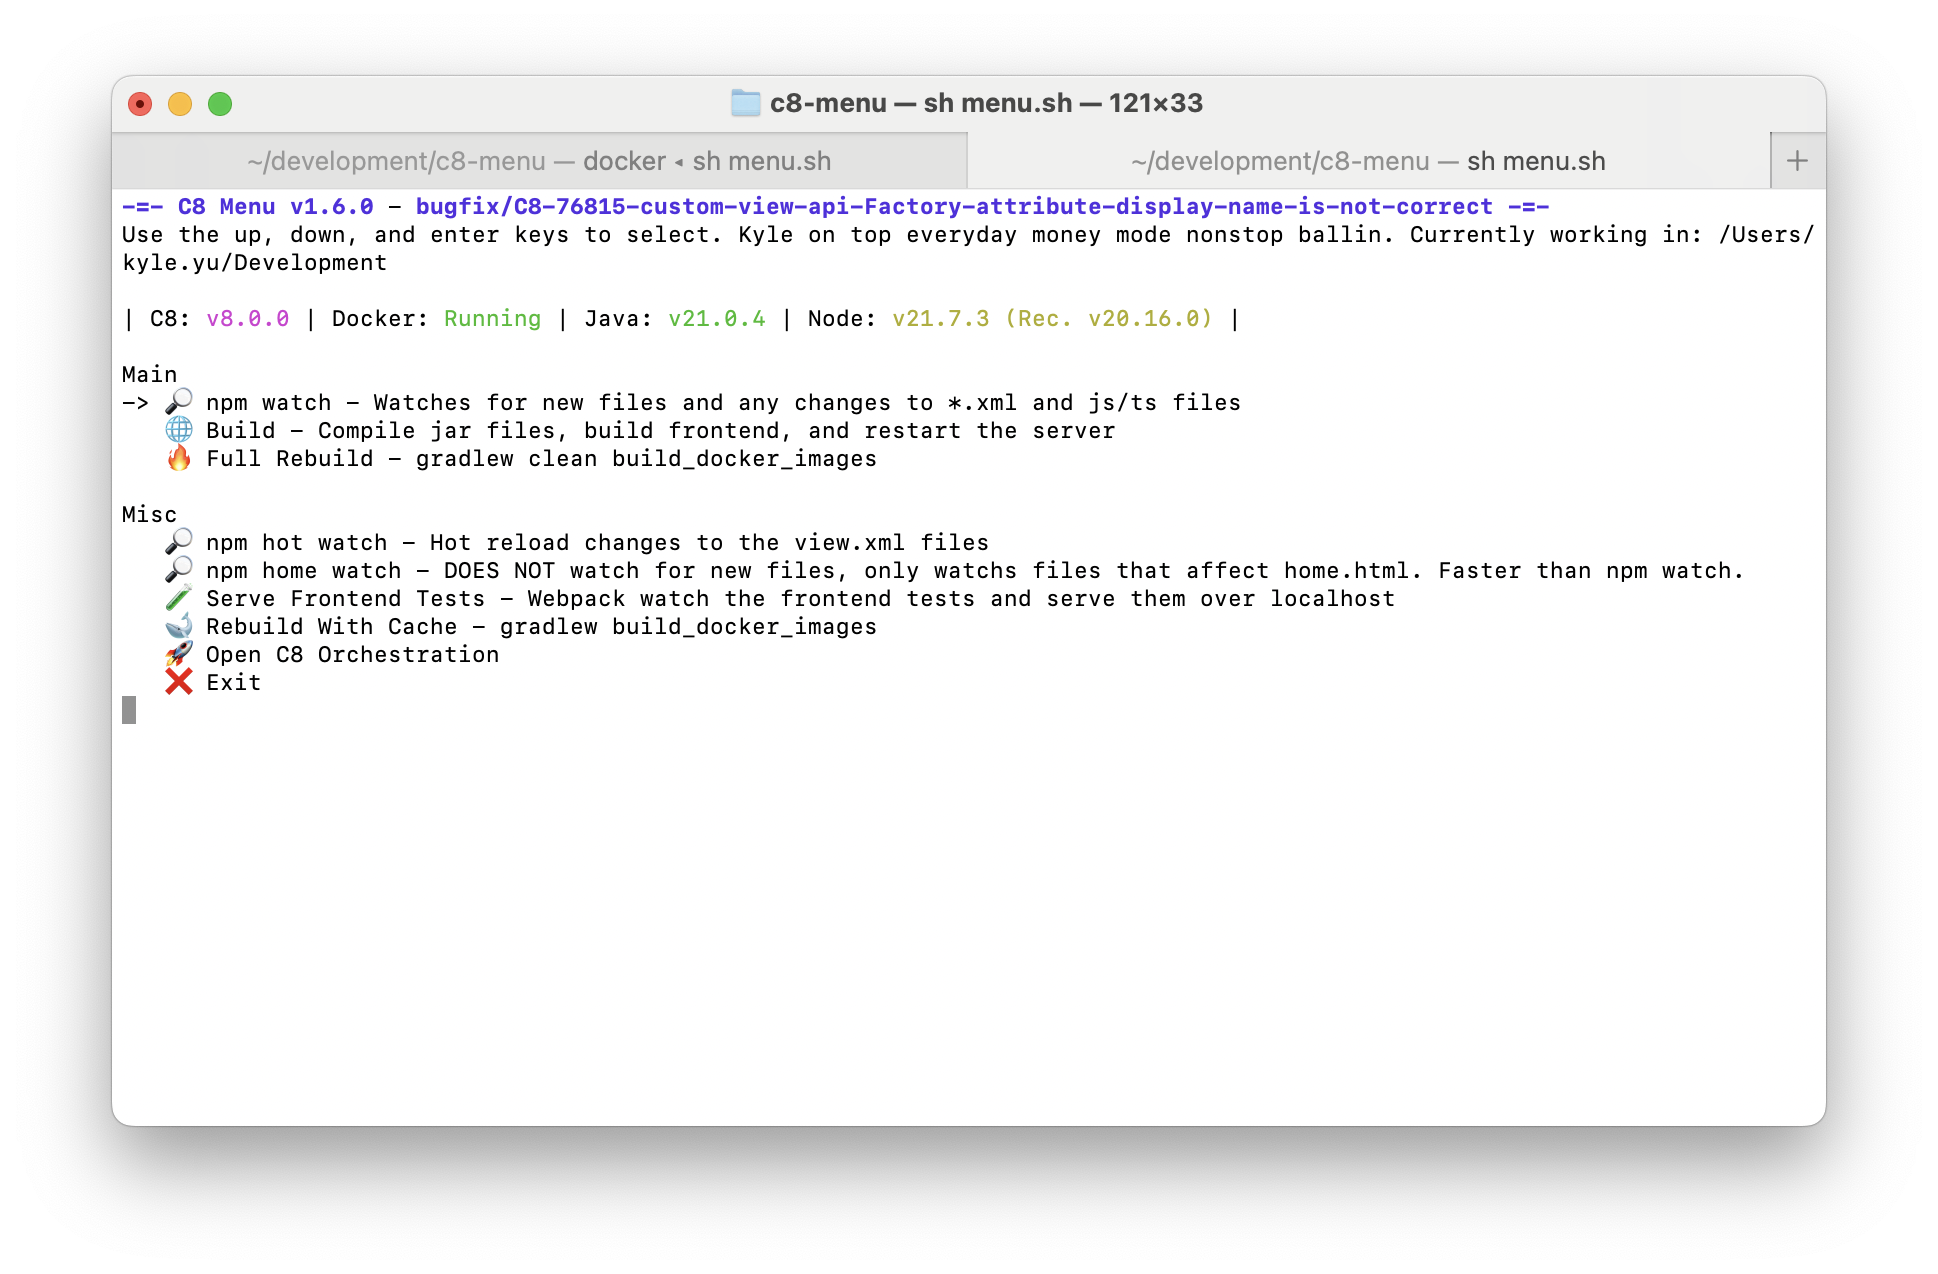 c8-menu — sh menu.sh — 121×33
~/development/c8-menu — docker ◂ sh menu.sh
~/development/c8-menu — sh menu.sh
-=- C8 Menu v1.6.0 - bugfix/C8-76815-custom-view-api-Factory-attribute-display-name-is-not-correct -=-
Use the up, down, and enter keys to select. Kyle on top everyday money mode nonstop ballin. Currently working in: /Users/
kyle.yu/Development
| C8: v8.0.0 | Docker: Running | Java: v21.0.4 | Node: v21.7.3 (Rec. v20.16.0) |
Main
-> 🔎 npm watch - Watches for new files and any changes to *.xml and js/ts files
🌐 Build - Compile jar files, build frontend, and restart the server
🔥 Full Rebuild - gradlew clean build_docker_images
Misc
🔎 npm hot watch - Hot reload changes to the view.xml files
🔎 npm home watch - DOES NOT watch for new files, only watchs files that affect home.html. Faster than npm watch.
🧪 Serve Frontend Tests - Webpack watch the frontend tests and serve them over localhost
🐋 Rebuild With Cache - gradlew build_docker_images
🚀 Open C8 Orchestration
❌ Exit